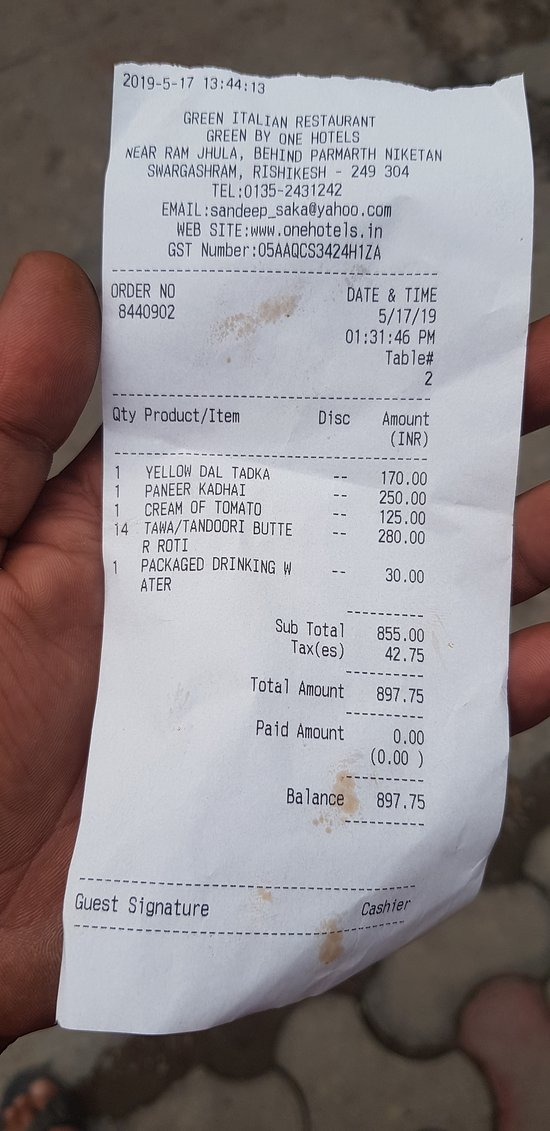 2019-5-17 13:44:13
GREEN ITALIAN RESTAURANT
GREEN BY ONE HOTELS
NEAR RAM JHULA, BEHIND PARMARTH NIKETAN
SWARGASHRAM, RISHIKESH - 249 304
TEL:0135-2431242
EMAIL:sandeep_saka@yahoo.com
WEB SITE:www.onehotels.in
GST Number:05AAQCS3424H1ZA
ORDER NO DATE & TIME
8440902 5/17/19
01:31:46 PM
Table#
2
Qty Product/Item Disc Amount
(INR)
1 YELLOW DAL TADKA -- 170.00
1 PANEER KADHAI -- 250.00
1 CREAM OF TOMATO -- 125.00
14 TAWA/TANDOORI BUTTE -- 280.00
R ROTI
1 PACKAGED DRINKING W -- 30.00
ATER
Sub Total 855.00
Tax(es) 42.75
Total Amount 897.75
Paid Amount 0.00
(0.00 )
Balance 897.75
Guest Signature Cashier